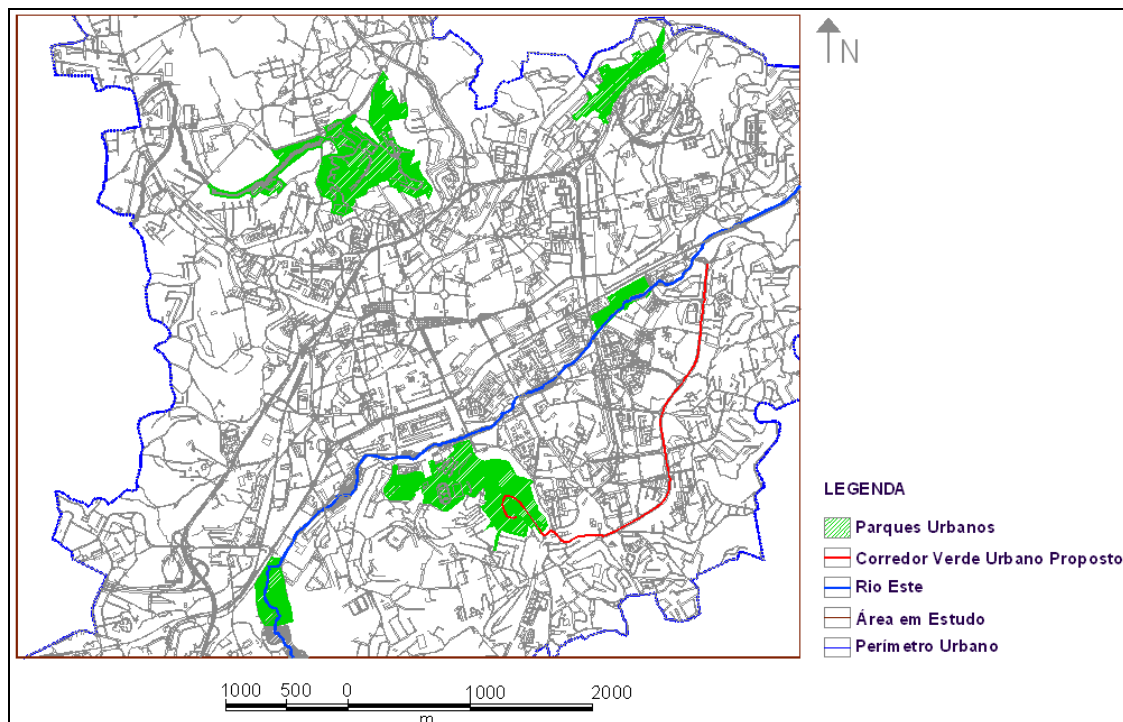 N
LEGENDA
Parques Urbanos
Corredor Verde Urbano Proposto
Rio Este
Área em Estudo
Perímetro Urbano
1000 500 0 1000 2000
m